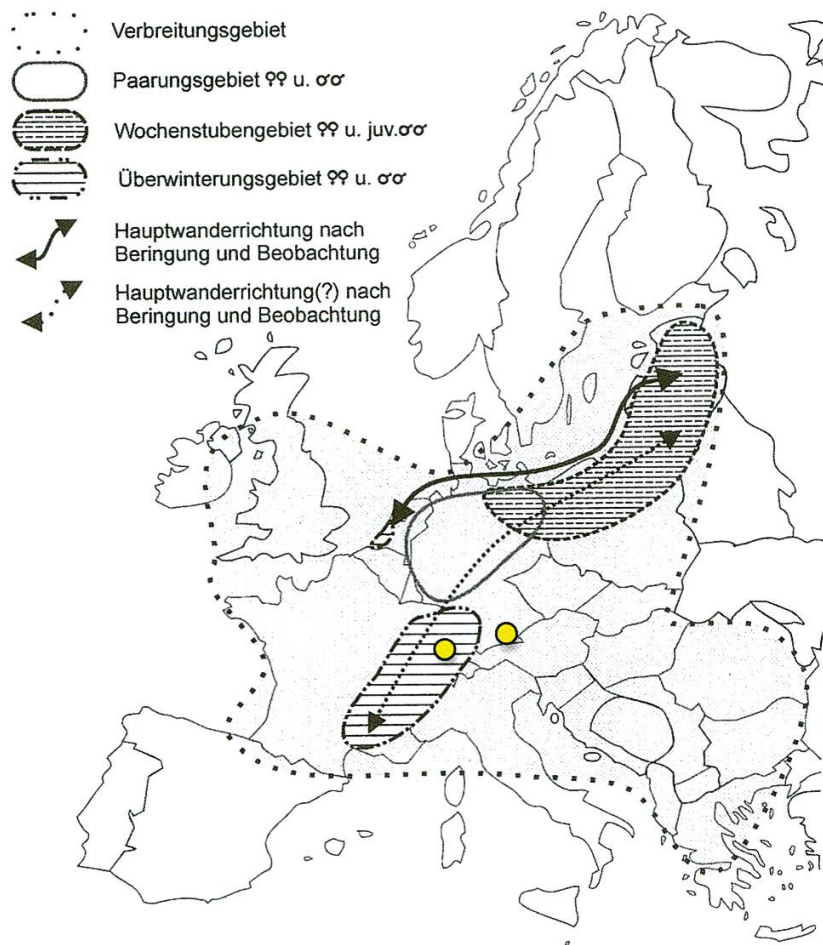 Verbreitungsgebiet
Paarungsgebiet ♀♀ u. ♂♂
Wochenstubengebiet ♀♀ u. juv.♂♂
Überwinterungsgebiet ♀♀ u. ♂♂
Hauptwanderrichtung nach
Beringung und Beobachtung
Hauptwanderrichtung(?) nach
Beringung und Beobachtung